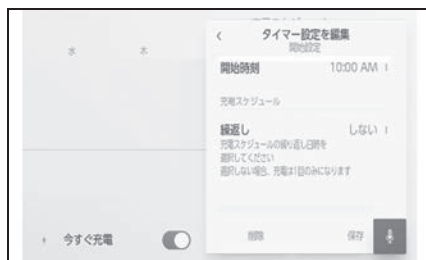 水
木
タイマー設定を編集
開始設定
開始時刻
10:00 AM
充電スケジュール
繰返し
しない
充電スケジュールの繰り返し日時を
選択してください
選択しない場合、充電は1回のみになります
今すぐ充電
削除
保存